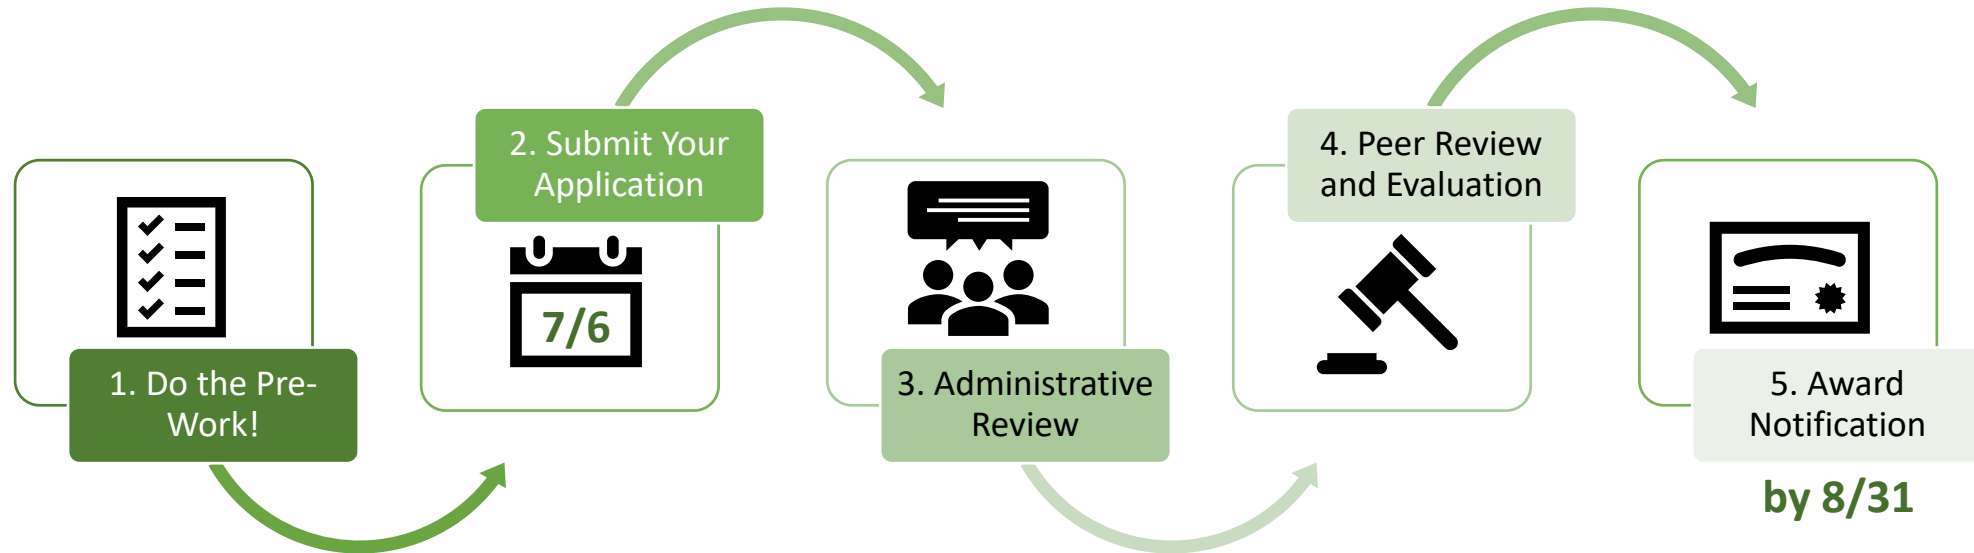 1. Do the Pre-
Work!
2. Submit Your
Application
7/6
3. Administrative
Review
4. Peer Review
and Evaluation
5. Award
Notification
by 8/31